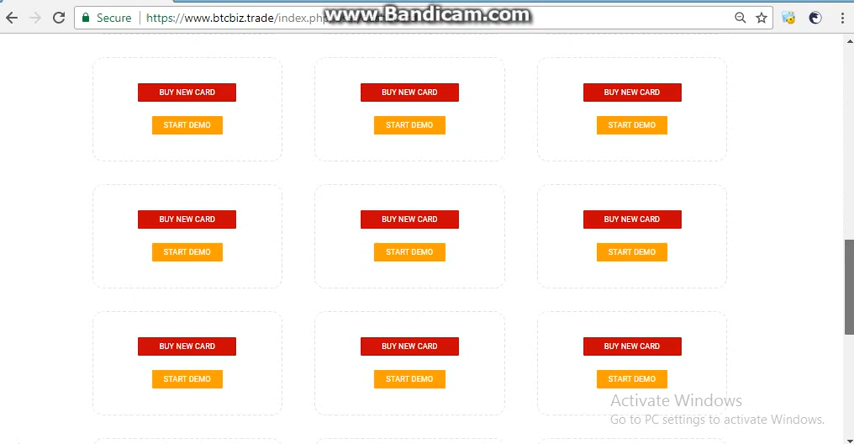 Secure https://www.btcbiz.trade/index.ph
www.Bandicam.com
BUY NEW CARD BUY NEW CARD BUY NEW CARD
START DEMO START DEMO START DEMO
BUY NEW CARD BUY NEW CARD BUY NEW CARD
START DEMO START DEMO START DEMO
BUY NEW CARD BUY NEW CARD BUY NEW CARD
START DEMO START DEMO START DEMO
Activate Windows
Go to PC settings to activate Windows.